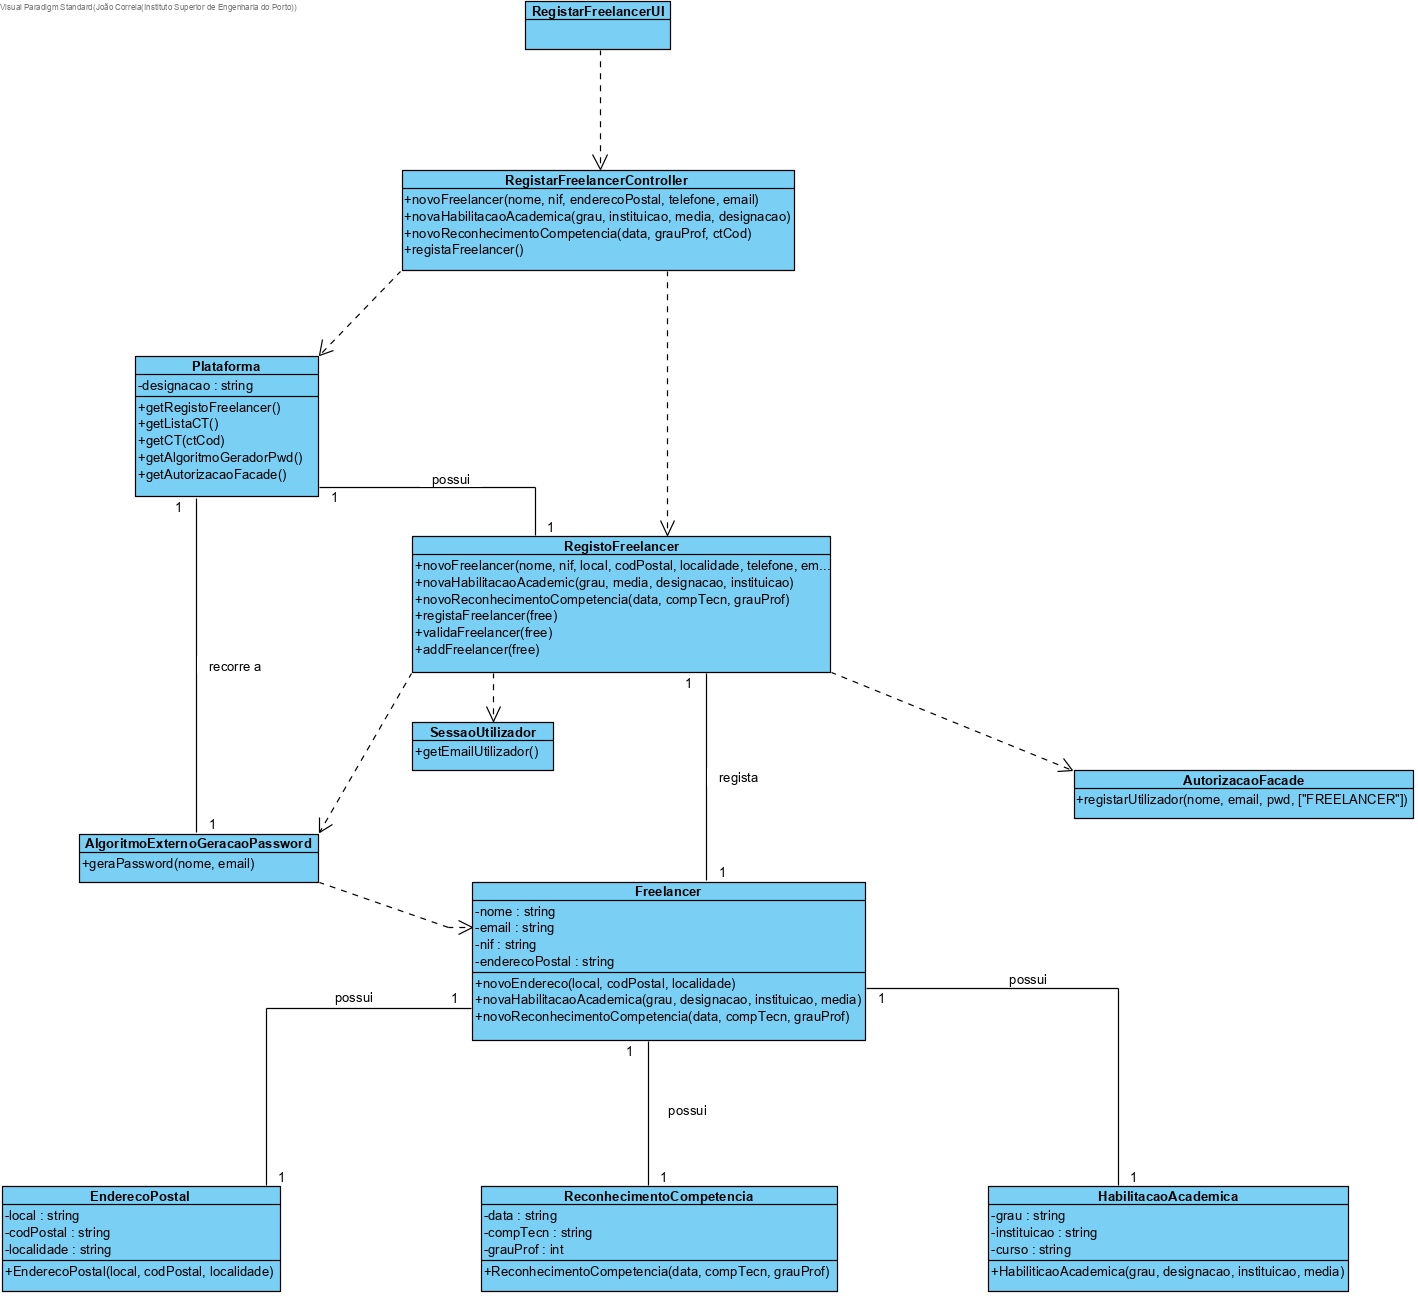 Visual Paradigm Standard(João Correia(Instituto Superior de Engenharia do Porto))
RegistarFreelancerUI
RegistarFreelancerController
+novoFreelancer(nome, nif, enderecoPostal, telefone, email)
+novaHabilitacaoAcademica(grau, instituicao, media, designacao)
+novoReconhecimentoCompetencia(data, grauProf, ctCod)
+registaFreelancer()
Plataforma
-designacao : string
+getRegistoFreelancer()
+getListaCT()
+getCT(ctCod)
+getAlgoritmoGeradorPwd()
+getAutorizacaoFacade()
possui
1
1
1
RegistoFreelancer
+novoFreelancer(nome, nif, local, codPostal, localidade, telefone, em...
+novaHabilitacaoAcademic(grau, media, designacao, instituicao)
+novoReconhecimentoCompetencia(data, compTecn, grauProf)
+registaFreelancer(free)
+validaFreelancer(free)
+addFreelancer(free)
recorre a
1
SessaoUtilizador
+getEmailUtilizador()
regista
AutorizacaoFacade
+registarUtilizador(nome, email, pwd, ["FREELANCER"])
1
AlgoritmoExternoGeracaoPassword
+geraPassword(nome, email)
1
Freelancer
-nome : string
-email : string
-nif : string
-enderecoPostal : string
+novoEndereco(local, codPostal, localidade)
+novaHabilitacaoAcademica(grau, designacao, instituicao, media)
+novoReconhecimentoCompetencia(data, compTecn, grauProf)
possui
1
possui
1
1
possui
1
1
1
EnderecoPostal
-local : string
-codPostal : string
-localidade : string
+EnderecoPostal(local, codPostal, localidade)
ReconhecimentoCompetencia
-data : string
-compTecn : string
-grauProf : int
+ReconhecimentoCompetencia(data, compTecn, grauProf)
HabilitacaoAcademica
-grau : string
-instituicao : string
-curso : string
+HabiliticaoAcademica(grau, designacao, instituicao, media)